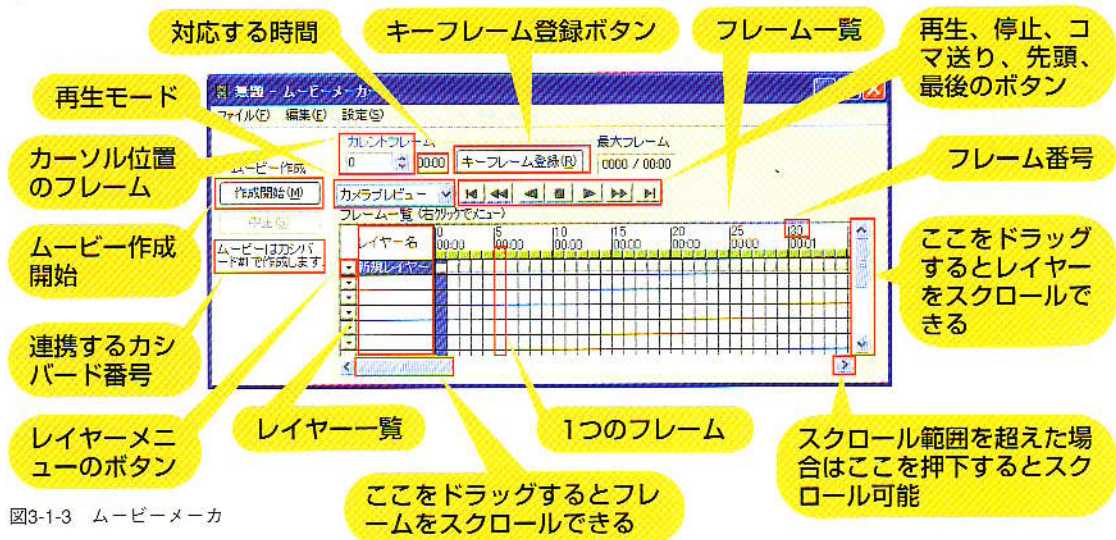 対応する時間
キーフレーム登録ボタン
フレーム一覧
再生、停止、コ
マ送り、先頭、
最後のボタン
再生モード
カーソル位置
のフレーム
ムービー作成
開始
連携するカシ
バード番号
レイヤーメニ
ューのボタン
無題 - ムービーメーカー
ファイル(F) 編集(E) 設定(S)
カレントフレーム
最大フレーム
ムービー作成
0
00:00
キーフレーム登録(R)
0000 / 00:00
作成開始(M)
カメラプレビュー
フレーム一覧 (右クリックでメニュー)
中止(S)
ムービーはカシバ
ード#1で作成します
レイヤー名
0 5 10 15 20 25 30
00:00 00:00 00:00 00:00 00:00 00:00 00:01
新規レイヤー
フレーム番号
ここをドラッグ
するとレイヤー
をスクロールで
きる
レイヤー一覧
1つのフレーム
ここをドラッグするとフレ
ームをスクロールできる
スクロール範囲を超えた場
合はここを押下するとスク
ロール可能
図3-1-3 ムービーメーカ